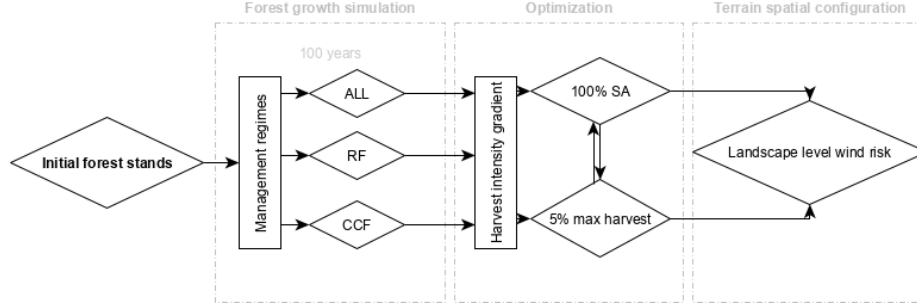 Forest growth simulation
Optimization
Terrain spatial configuration
100 years
Initial forest stands
Management regimes
ALL
RF
CCF
Harvest intensity gradient
100% SA
5% max harvest
Landscape level wind risk